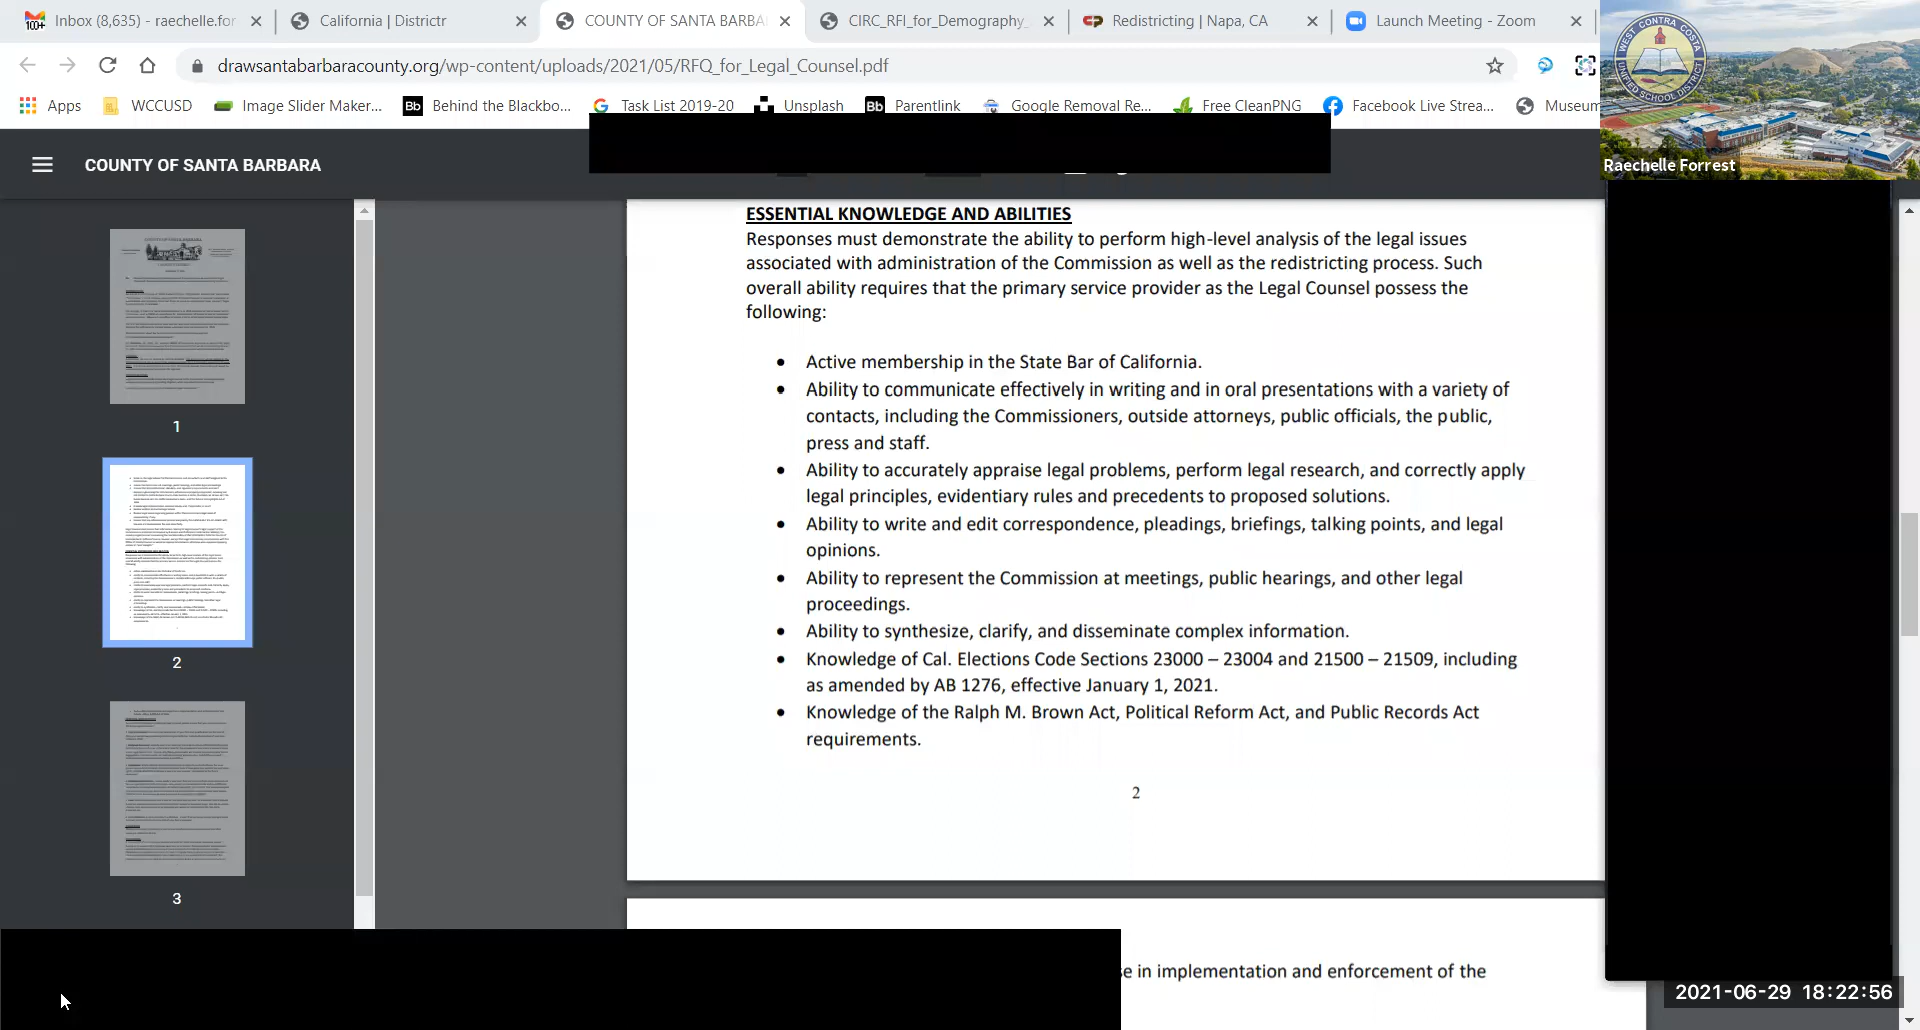 Inbox (8,635) - raechelle.for
California | Districtr
COUNTY OF SANTA BARBA
CIRC_RFI_for_Demography_
Redistricting | Napa, CA
Launch Meeting - Zoom
drawsantabarbaracounty.org/wp-content/uploads/2021/05/RFQ_for_Legal_Counsel.pdf
Apps
WCCUSD
Image Slider Maker...
Behind the Blackbo...
Task List 2019-20
Unsplash
Parentlink
Google Removal Re...
Free CleanPNG
Facebook Live Strea...
Museum
WEST CONTRA COSTA
UNIFIED SCHOOL DISTRICT
Raechelle Forrest
COUNTY OF SANTA BARBARA
1
2
3
ESSENTIAL KNOWLEDGE AND ABILITIES
Responses must demonstrate the ability to perform high-level analysis of the legal issues
associated with administration of the Commission as well as the redistricting process. Such
overall ability requires that the primary service provider as the Legal Counsel possess the
following:
• Active membership in the State Bar of California.
• Ability to communicate effectively in writing and in oral presentations with a variety of
contacts, including the Commissioners, outside attorneys, public officials, the public,
press and staff.
• Ability to accurately appraise legal problems, perform legal research, and correctly apply
legal principles, evidentiary rules and precedents to proposed solutions.
• Ability to write and edit correspondence, pleadings, briefings, talking points, and legal
opinions.
• Ability to represent the Commission at meetings, public hearings, and other legal
proceedings.
• Ability to synthesize, clarify, and disseminate complex information.
• Knowledge of Cal. Elections Code Sections 23000 – 23004 and 21500 – 21509, including
as amended by AB 1276, effective January 1, 2021.
• Knowledge of the Ralph M. Brown Act, Political Reform Act, and Public Records Act
requirements.
2
in implementation and enforcement of the
2021-06-29 18:22:56